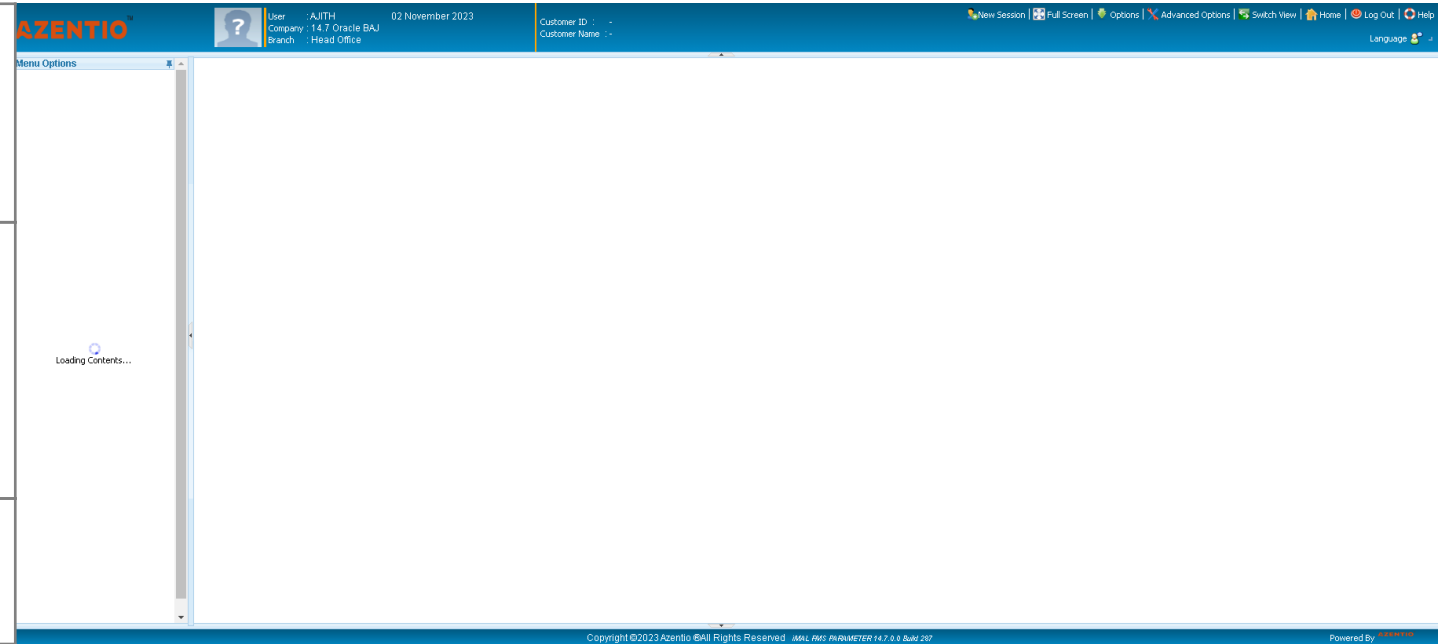 AZENTIO™
User : AJITH 02 November 2023
Company : 14.7 Oracle BAJ
Branch : Head Office
Customer ID : -
Customer Name : -
New Session | Full Screen | Options | Advanced Options | Switch View | Home | Log Out | Help
Language
Menu Options
Loading Contents...
Copyright ©2023 Azentio ®All Rights Reserved IMAL FMS PARAMETER 14.7.0.0 Build 287
Powered By AZENTIO